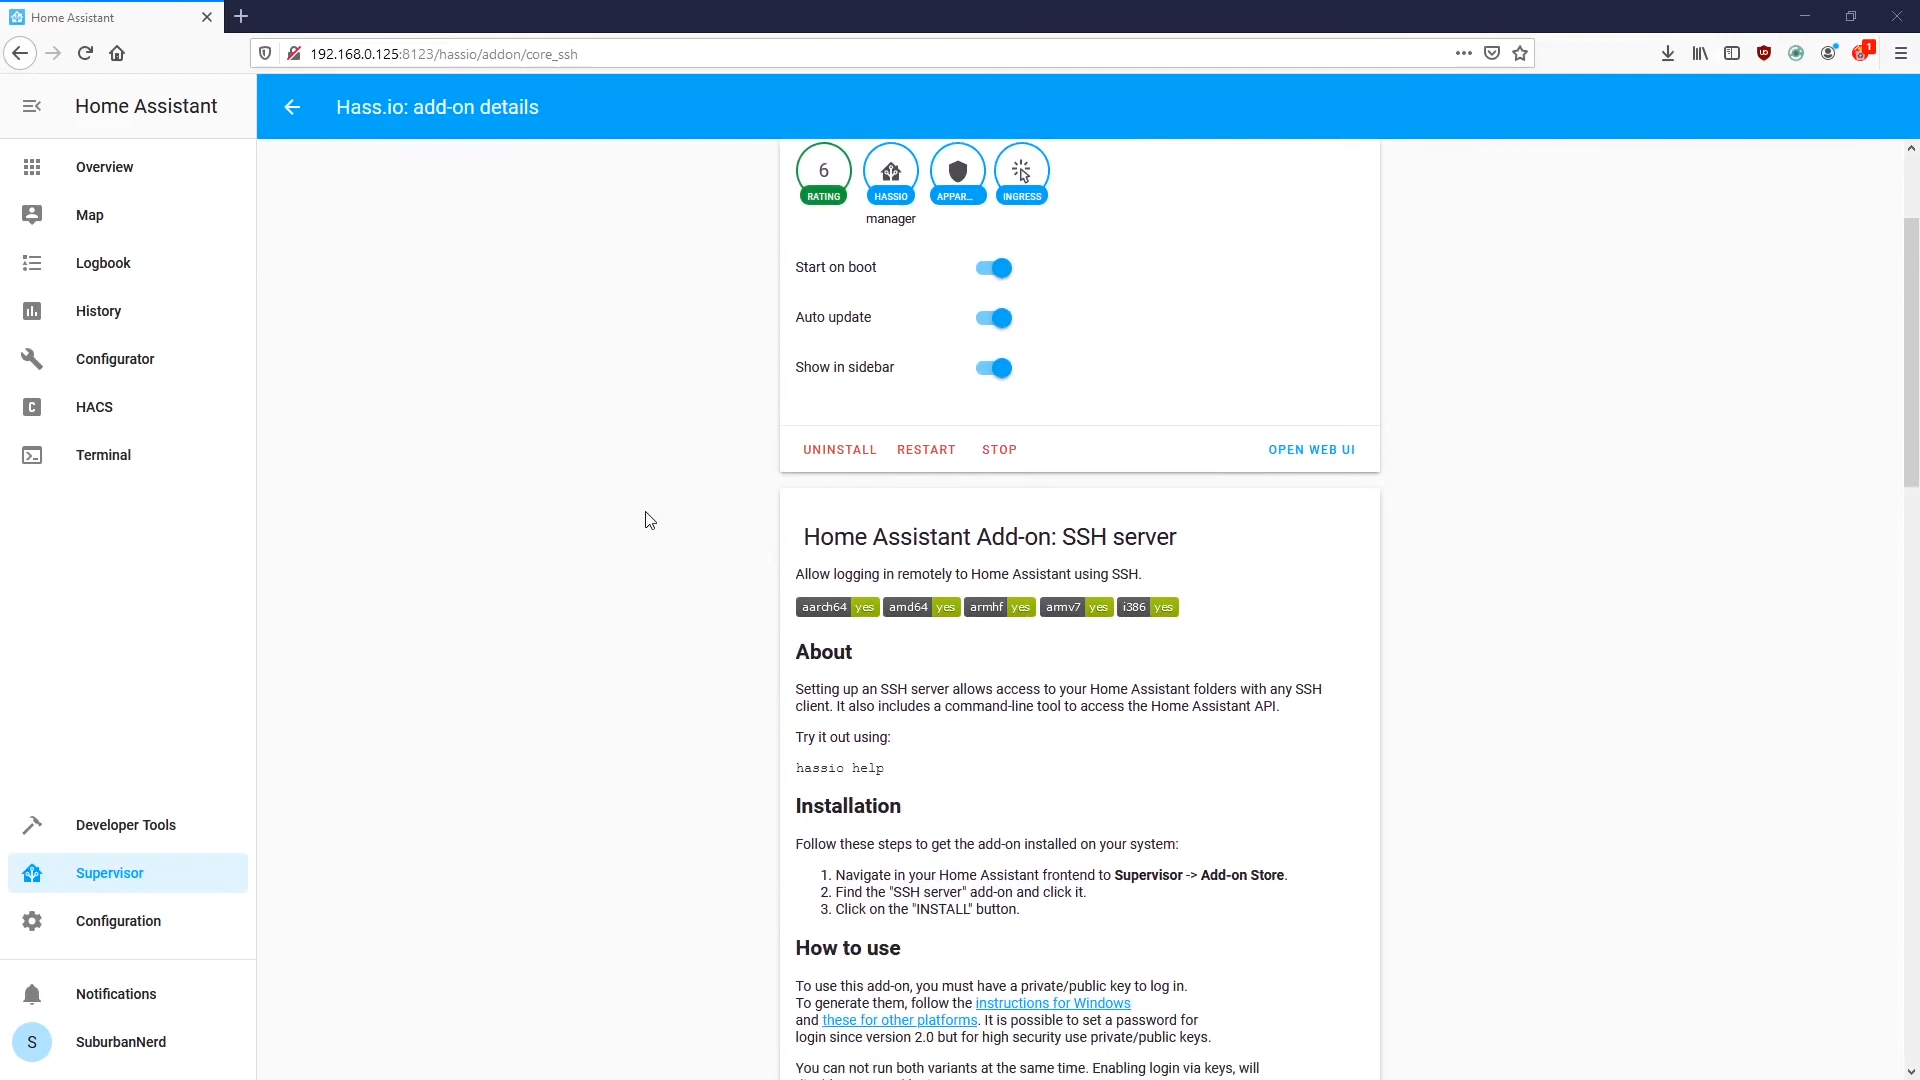 Home Assistant
192.168.0.125:8123/hassio/addon/core_ssh
1
Home Assistant
Hass.io: add-on details
Overview
Map
Logbook
History
Configurator
HACS
Terminal
Developer Tools
Supervisor
Configuration
Notifications
S SuburbanNerd
6
RATING HASSIO APPAR... INGRESS
manager
Start on boot
Auto update
Show in sidebar
UNINSTALL RESTART STOP OPEN WEB UI
Home Assistant Add-on: SSH server
Allow logging in remotely to Home Assistant using SSH.
aarch64 yes amd64 yes armhf yes armv7 yes i386 yes
About
Setting up an SSH server allows access to your Home Assistant folders with any SSH
client. It also includes a command-line tool to access the Home Assistant API.
Try it out using:
hassio help
Installation
Follow these steps to get the add-on installed on your system:
1. Navigate in your Home Assistant frontend to Supervisor -> Add-on Store.
2. Find the "SSH server" add-on and click it.
3. Click on the "INSTALL" button.
How to use
To use this add-on, you must have a private/public key to log in.
To generate them, follow the instructions for Windows
and these for other platforms. It is possible to set a password for
login since version 2.0 but for high security use private/public keys.
You can not run both variants at the same time. Enabling login via keys, will